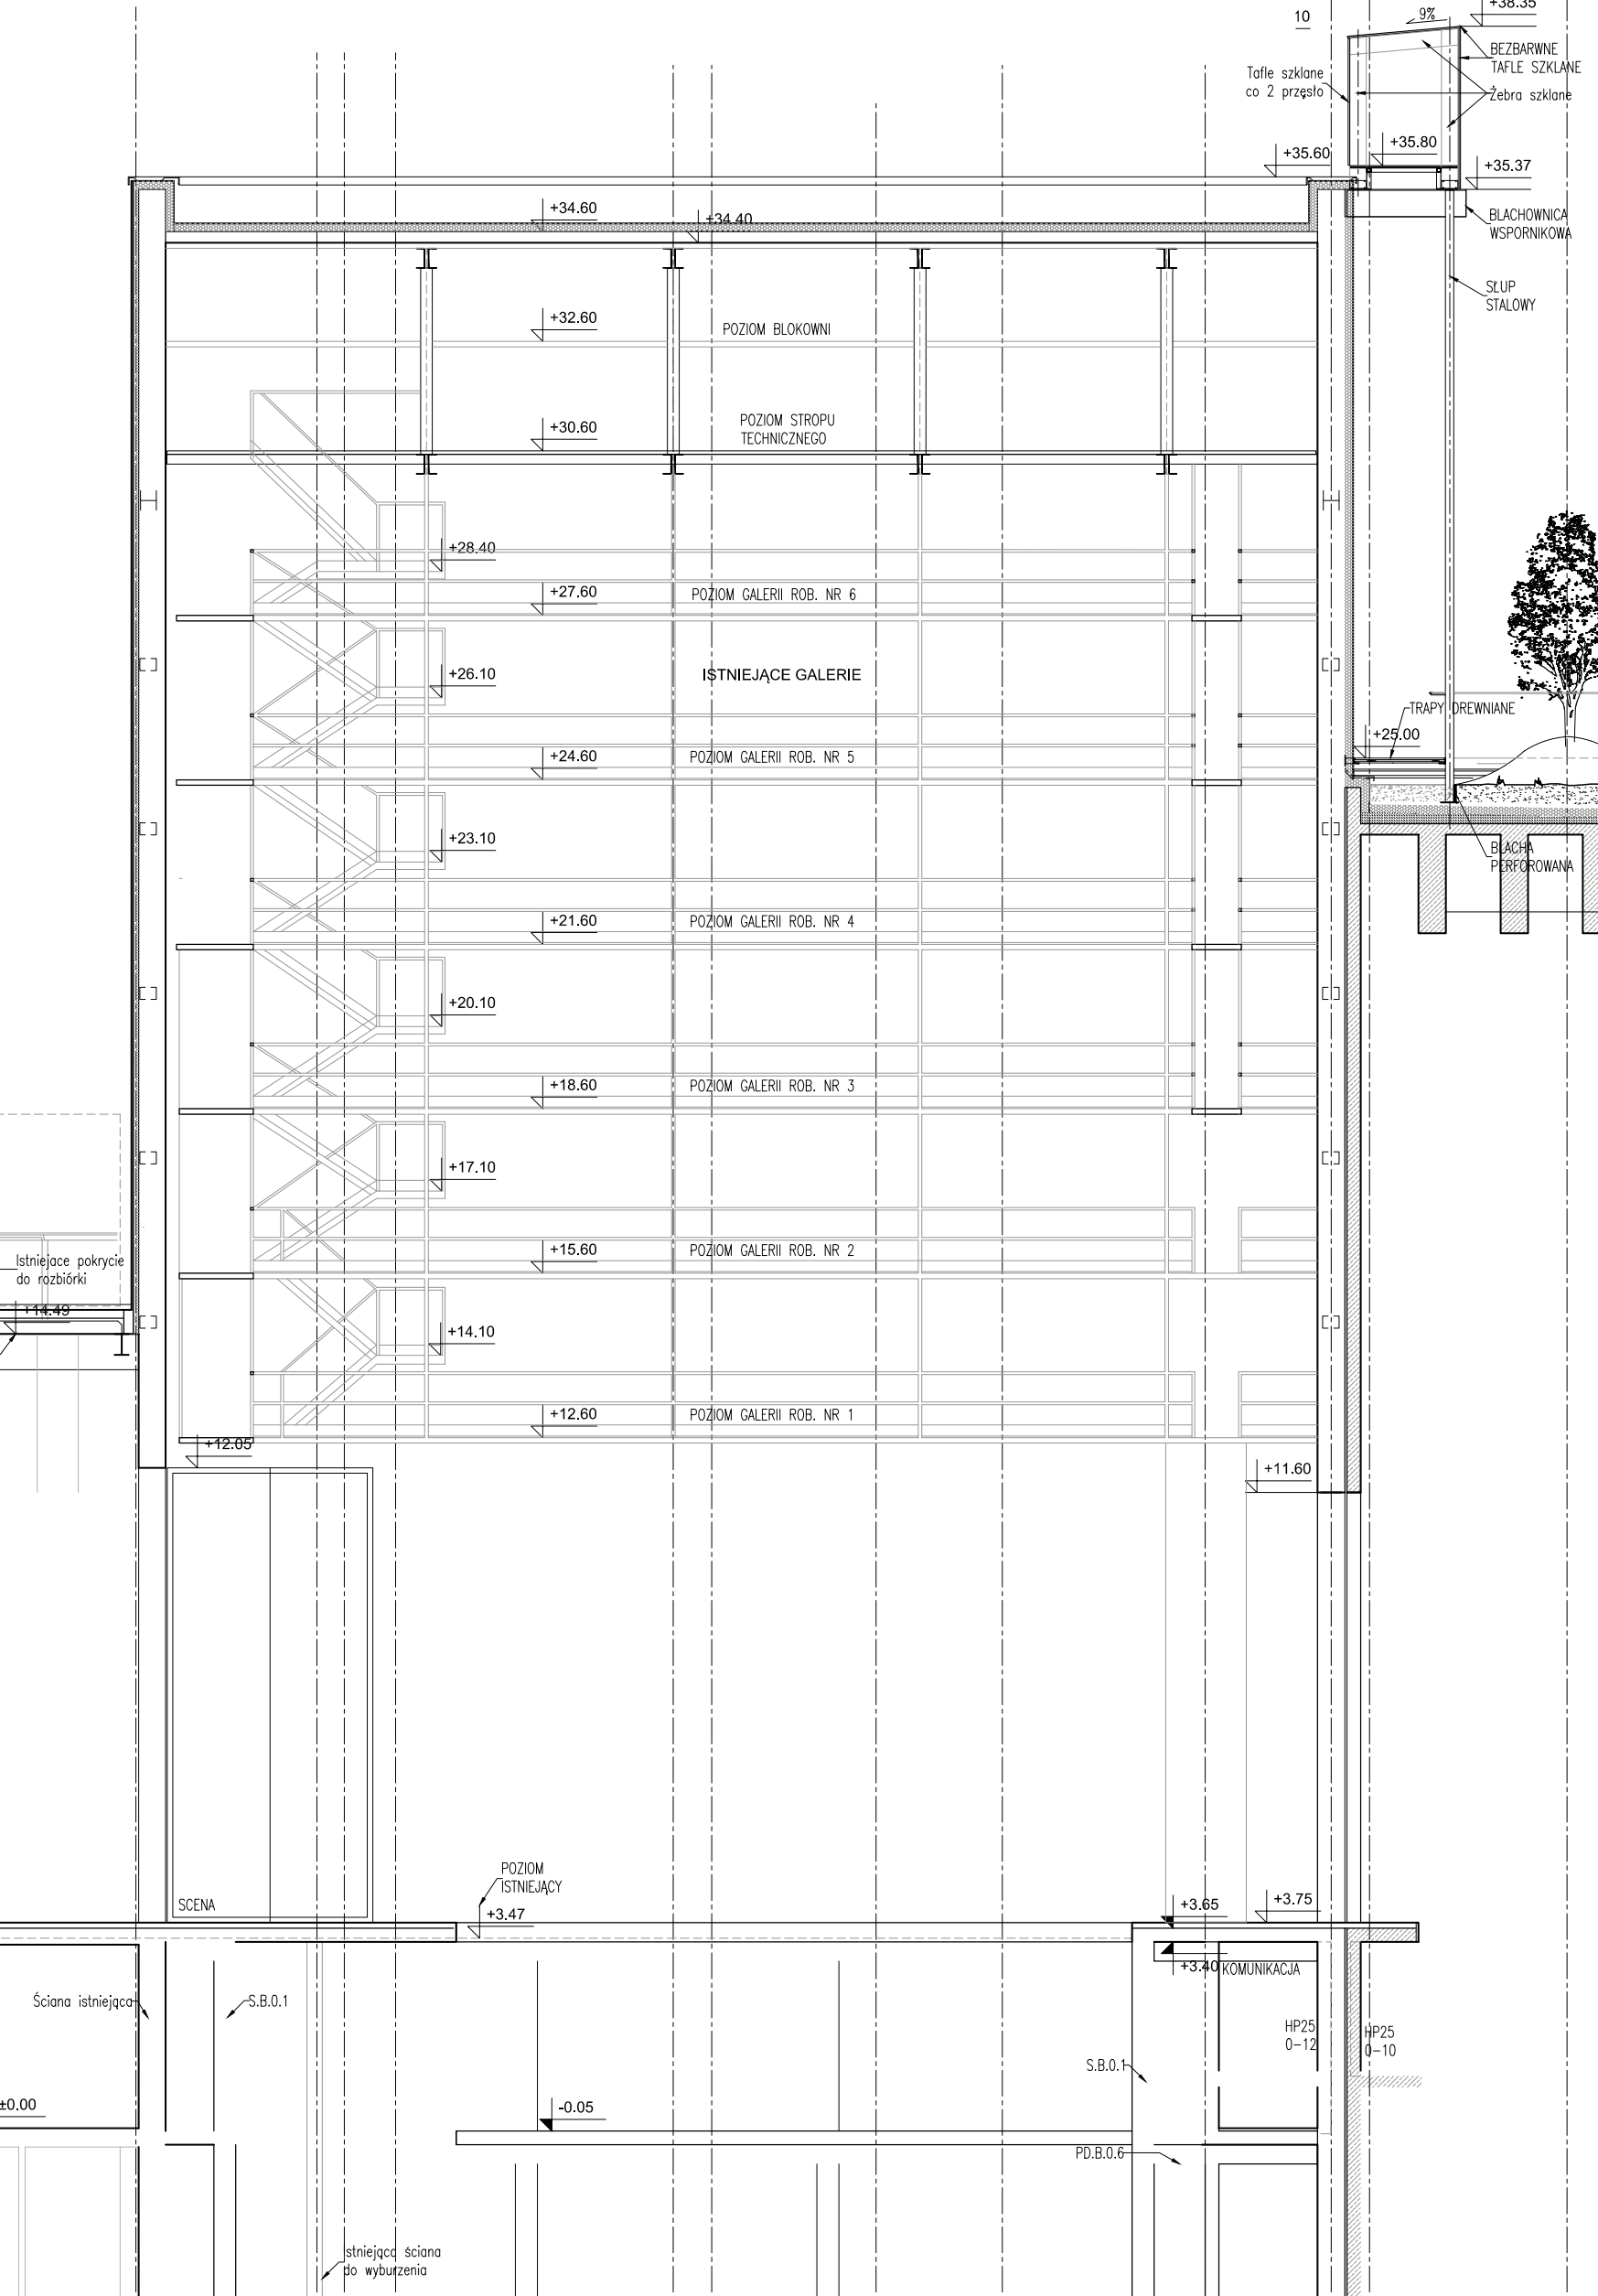 10
9%
+38.35
BEZBARWNE
TAFLE SZKLANE
Tafle szklane
co 2 przęsło
Żebra szklane
+35.80
+35.60
+35.37
BLACHOWNICA
WSPORNIKOWA
+34.60
+34.40
SŁUP
STALOWY
+32.60
POZIOM BLOKOWNI
+30.60
POZIOM STROPU
TECHNICZNEGO
+28.40
+27.60
POZIOM GALERII ROB. NR 6
+26.10
ISTNIEJĄCE GALERIE
TRAPY DREWNIANE
+25.00
+24.60
POZIOM GALERII ROB. NR 5
+23.10
BLACHA
PERFOROWANA
+21.60
POZIOM GALERII ROB. NR 4
+20.10
+18.60
POZIOM GALERII ROB. NR 3
+17.10
+15.60
POZIOM GALERII ROB. NR 2
Istniejace pokrycie
do rozbiórki
+14.49
+14.10
+12.60
POZIOM GALERII ROB. NR 1
+12.05
+11.60
POZIOM
ISTNIEJĄCY
SCENA
+3.47
+3.65
+3.75
+3.40
KOMUNIKACJA
Ściana istniejąca
S.B.0.1
HP25
0-12
HP25
0-10
S.B.0.1
±0.00
-0.05
PD.B.0.6
stniejąca ściana
do wyburzenia